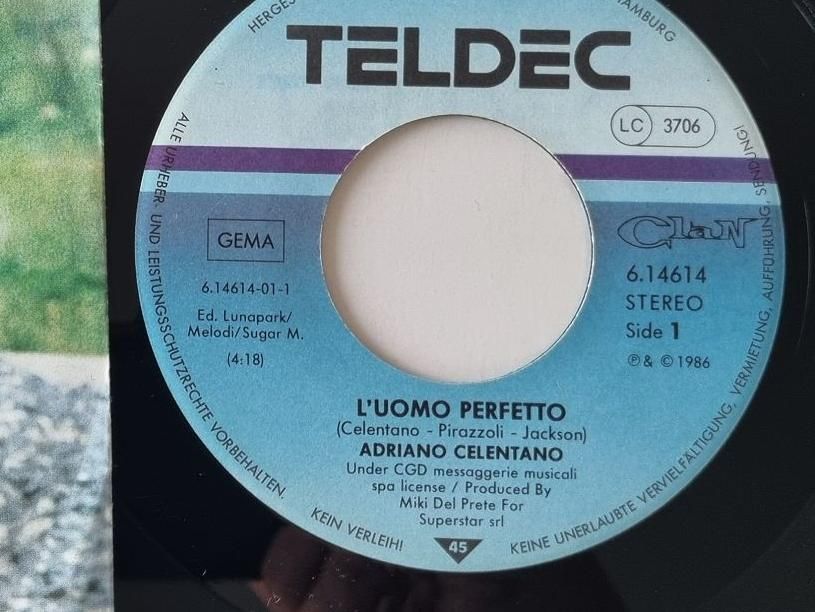 HERGES
HAMBURG
TELDEC
LC 3706
GEMA
6.14614-01-1
Ed. Lunapark/
Melodi/Sugar M.
(4:18)
Clan
6.14614
STEREO
Side 1
℗ & © 1986
L'UOMO PERFETTO
(Celentano - Pirazzoli - Jackson)
ADRIANO CELENTANO
Under CGD messaggerie musicali
spa license / Produced By
Miki Del Prete For
Superstar srl
45
ALLE URHEBER- UND LEISTUNGSSCHUTZRECHTE VORBEHALTEN.
KEIN VERLEIH!
KEINE UNERLAUBTE VERVIELFÄLTIGUNG, VERMIETUNG, AUFFÜHRUNG, SENDUNG!